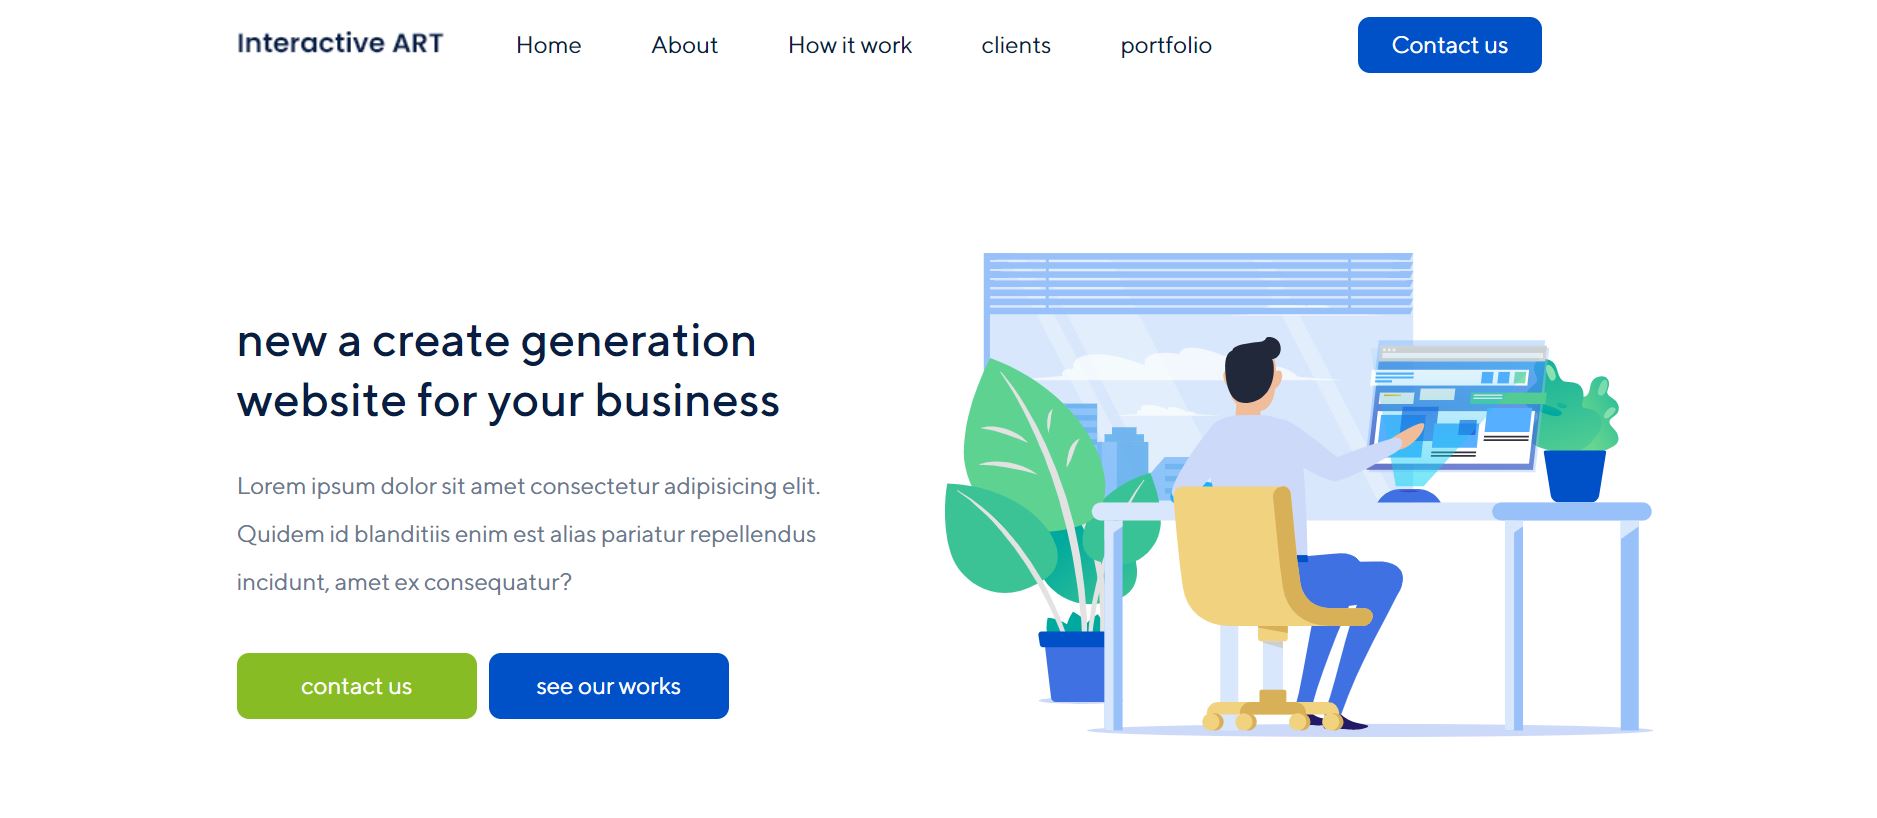 Interactive ART
Home
About
How it work
clients
portfolio
Contact us
new a create generation
website for your business
Lorem ipsum dolor sit amet consectetur adipisicing elit.
Quidem id blanditiis enim est alias pariatur repellendus
incidunt, amet ex consequatur?
contact us
see our works